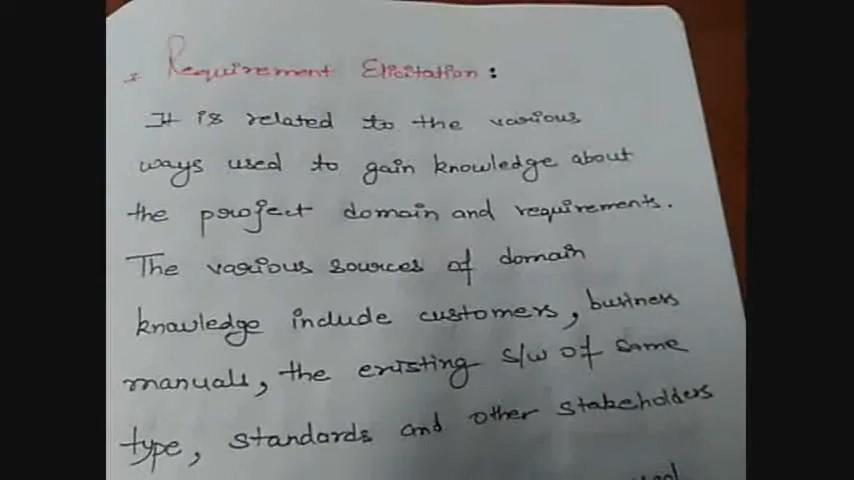 * Requirement Elicitation :
It is related to the various
ways used to gain knowledge about
the project domain and requirements.
The various sources of domain
knowledge include customers, business
manuals, the existing s/w of same
type, standards and other stakeholders